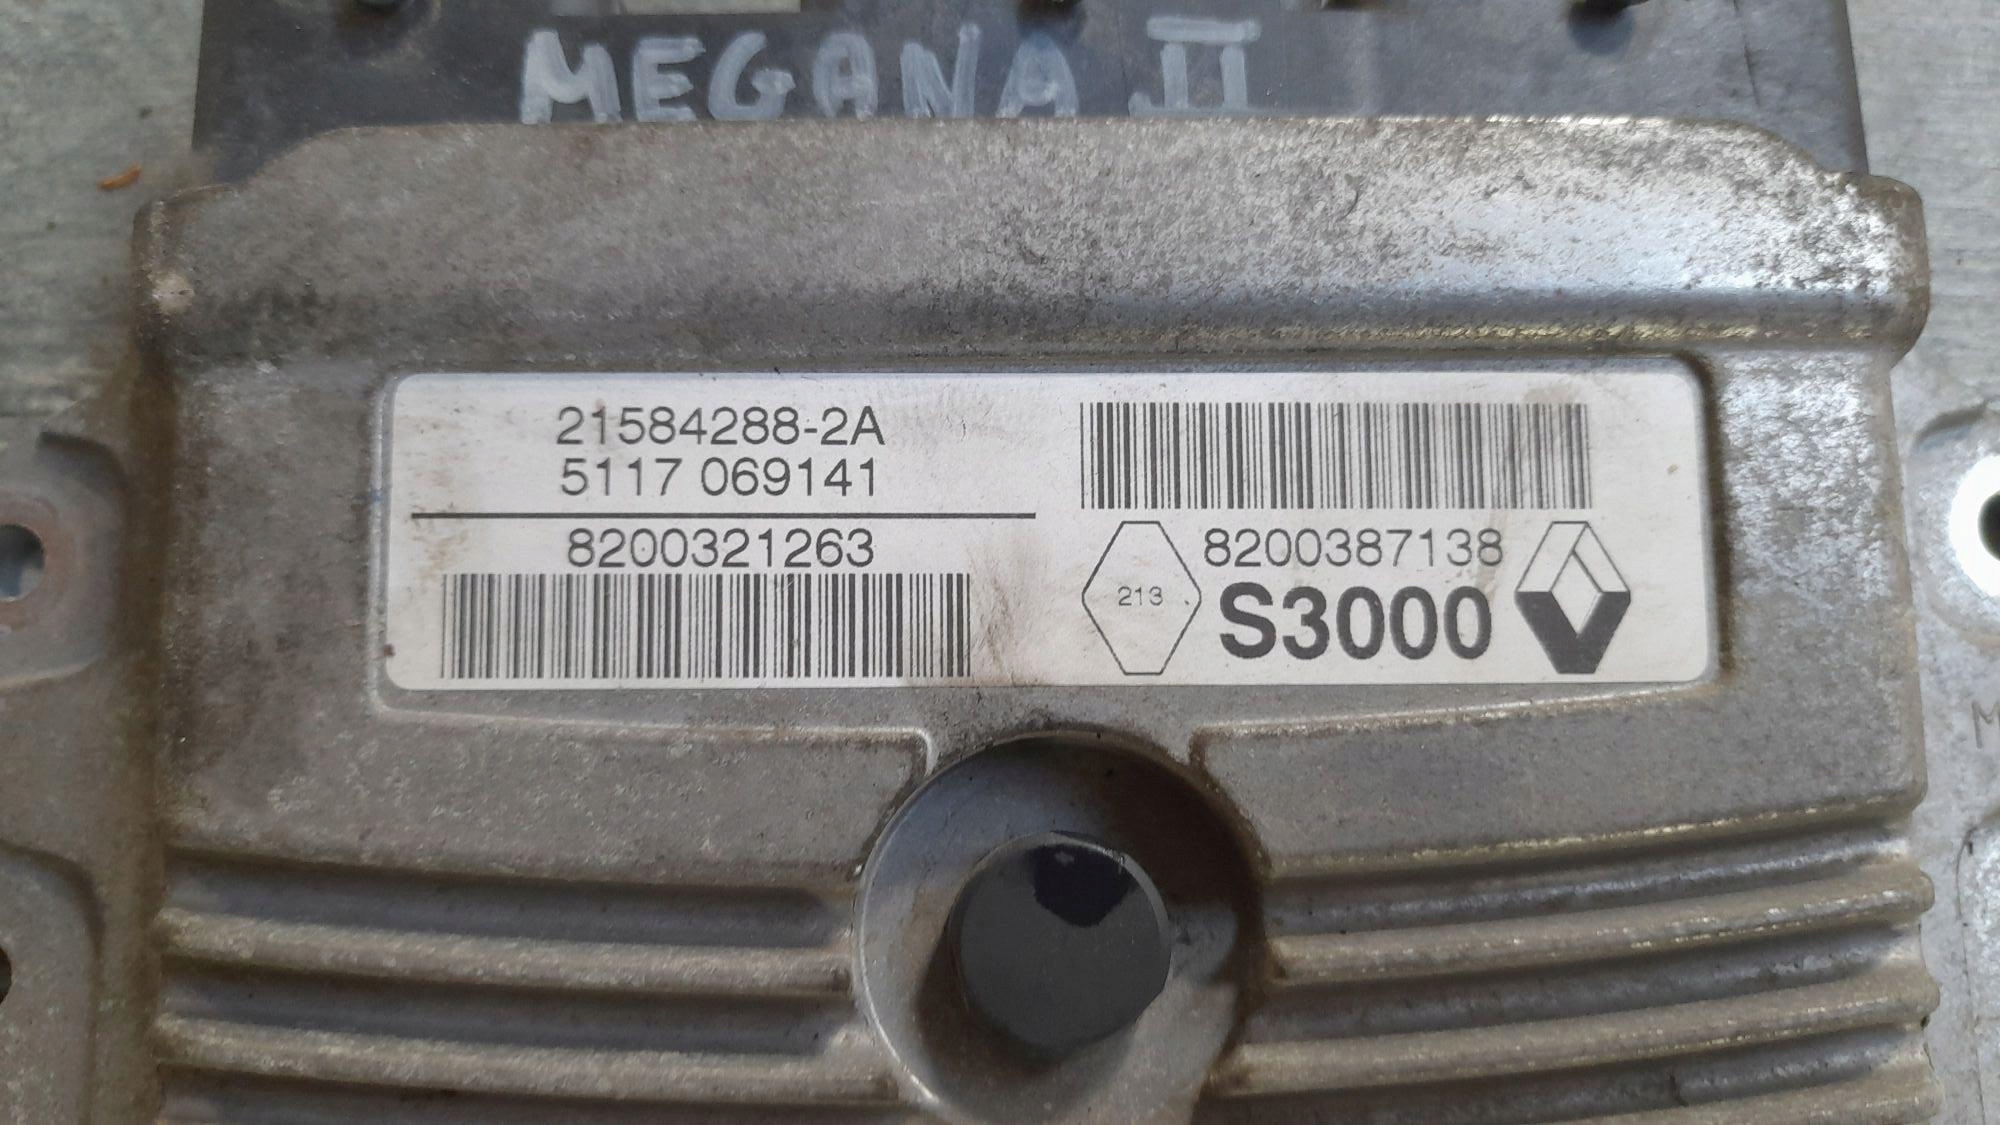 MEGANA II
21584288-2A
5117 069141
8200321263
8200387138
213
S3000
M